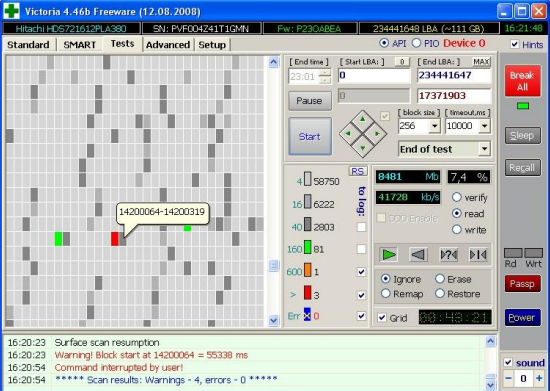 Victoria 4.46b Freeware (12.08.2008)
Hitachi HDS721612PLA380 SN: PVF004Z41T1GMN Fw: P23OABEA 234441648 LBA (~111 GB) 16:21:48
Standard SMART Tests Advanced Setup API PIO Device 0 Hints
[ End time ] [ Start LBA: ] 0 [ End LBA: ] MAX
23:01 0 234441647
Pause 0 17371903
Start [ block size ] [ timeout,ms ]
256 10000
End of test
Break All
Sleep
Recall
Rd Wrt
Passp
Power
sound
- 0 +
RS
to log:
4 58750
16 6222
40 2803
160 81
600 1
> 3
Err 0
8481 Mb 7,4 %
41728 kb/s
DDD Enable
verify
read
write
Ignore Erase
Remap Restore
Grid 00:43:21
14200064-14200319
16:20:23 Surface scan resumption
16:20:23 Warning! Block start at 14200064 = 55338 ms
16:20:54 Command interrupted by user!
16:20:54 ***** Scan results: Warnings - 4, errors - 0 *****